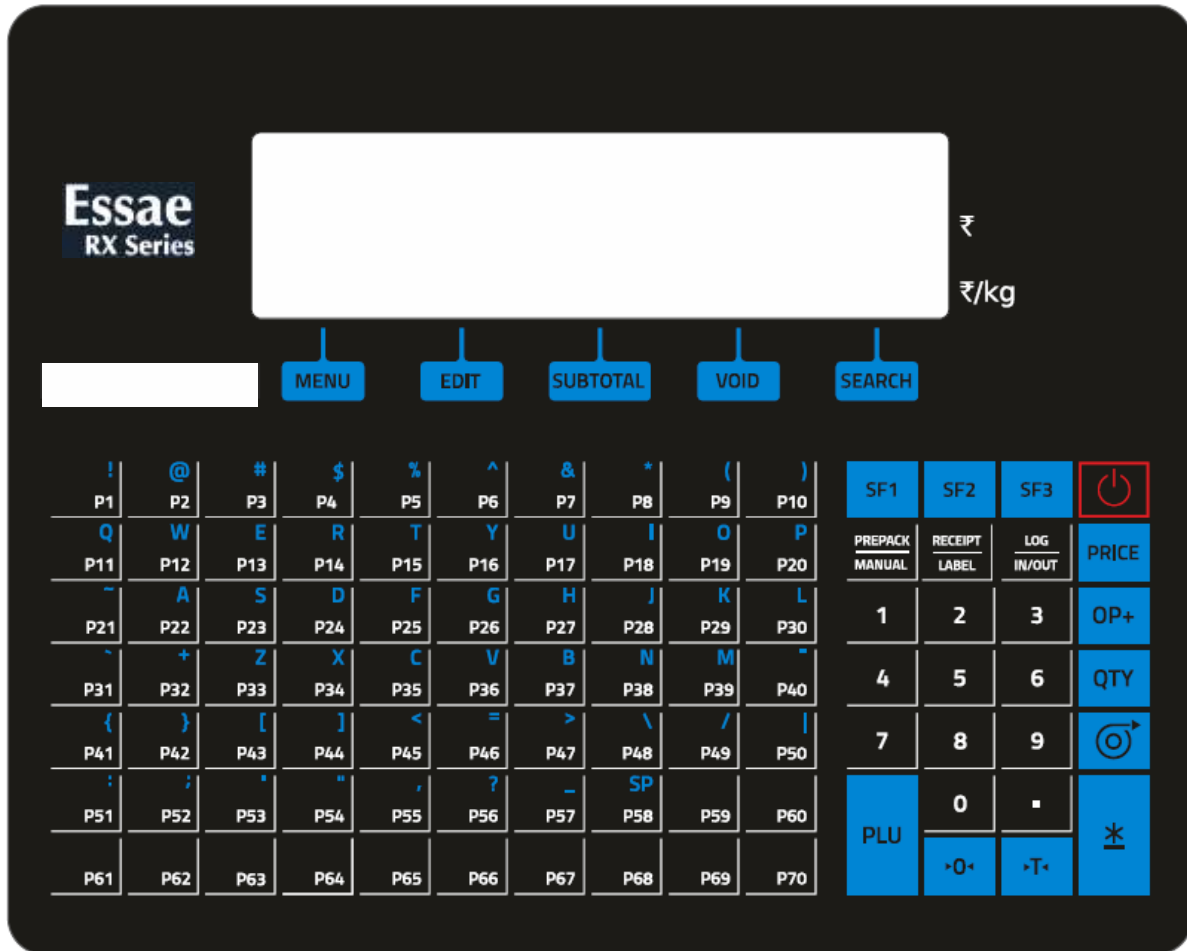 Essae
RX Series
₹
₹/kg
MENU EDIT SUBTOTAL VOID SEARCH
! @ # $ % ^ & * ( )
P1 P2 P3 P4 P5 P6 P7 P8 P9 P10
SF1 SF2 SF3
Q W E R T Y U I O P
P11 P12 P13 P14 P15 P16 P17 P18 P19 P20
PREPACK RECEIPT LOG
MANUAL LABEL IN/OUT
PRICE
~ A S D F G H J K L
P21 P22 P23 P24 P25 P26 P27 P28 P29 P30
1 2 3 OP+
` + Z X C V B N M "
P31 P32 P33 P34 P35 P36 P37 P38 P39 P40
4 5 6 QTY
{ } [ ] < = > \ / |
P41 P42 P43 P44 P45 P46 P47 P48 P49 P50
7 8 9
: ; ' " , ? _ SP
P51 P52 P53 P54 P55 P56 P57 P58 P59 P60
0 .
PLU *
P61 P62 P63 P64 P65 P66 P67 P68 P69 P70
▸0◂ ▸T◂